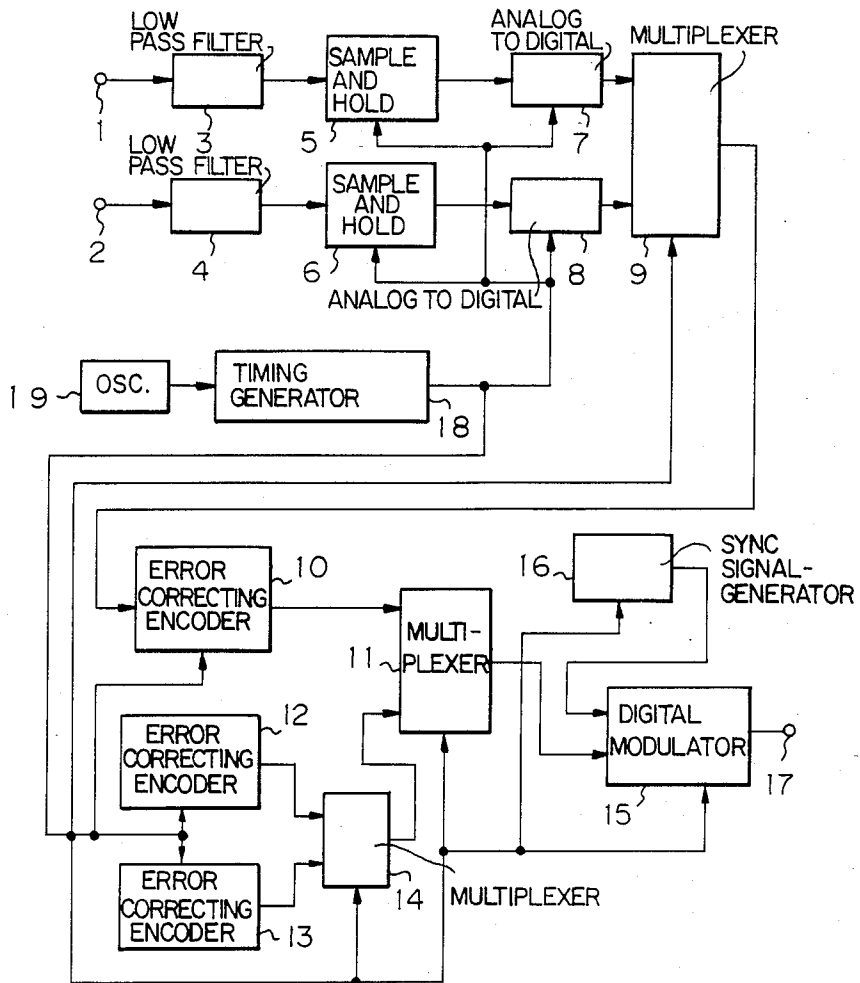 LOW
PASS FILTER
ANALOG
TO DIGITAL
MULTIPLEXER
SAMPLE
AND
HOLD
1
3
5
7
LOW
PASS FILTER
SAMPLE
AND
HOLD
2
4
6
8
9
ANALOG TO DIGITAL
19
OSC.
TIMING
GENERATOR
18
ERROR
CORRECTING
ENCODER
10
MULTI-
PLEXER
11
16
SYNC
SIGNAL-
GENERATOR
12
ERROR
CORRECTING
ENCODER
DIGITAL
MODULATOR
15
17
ERROR
CORRECTING
ENCODER
13
14
MULTIPLEXER